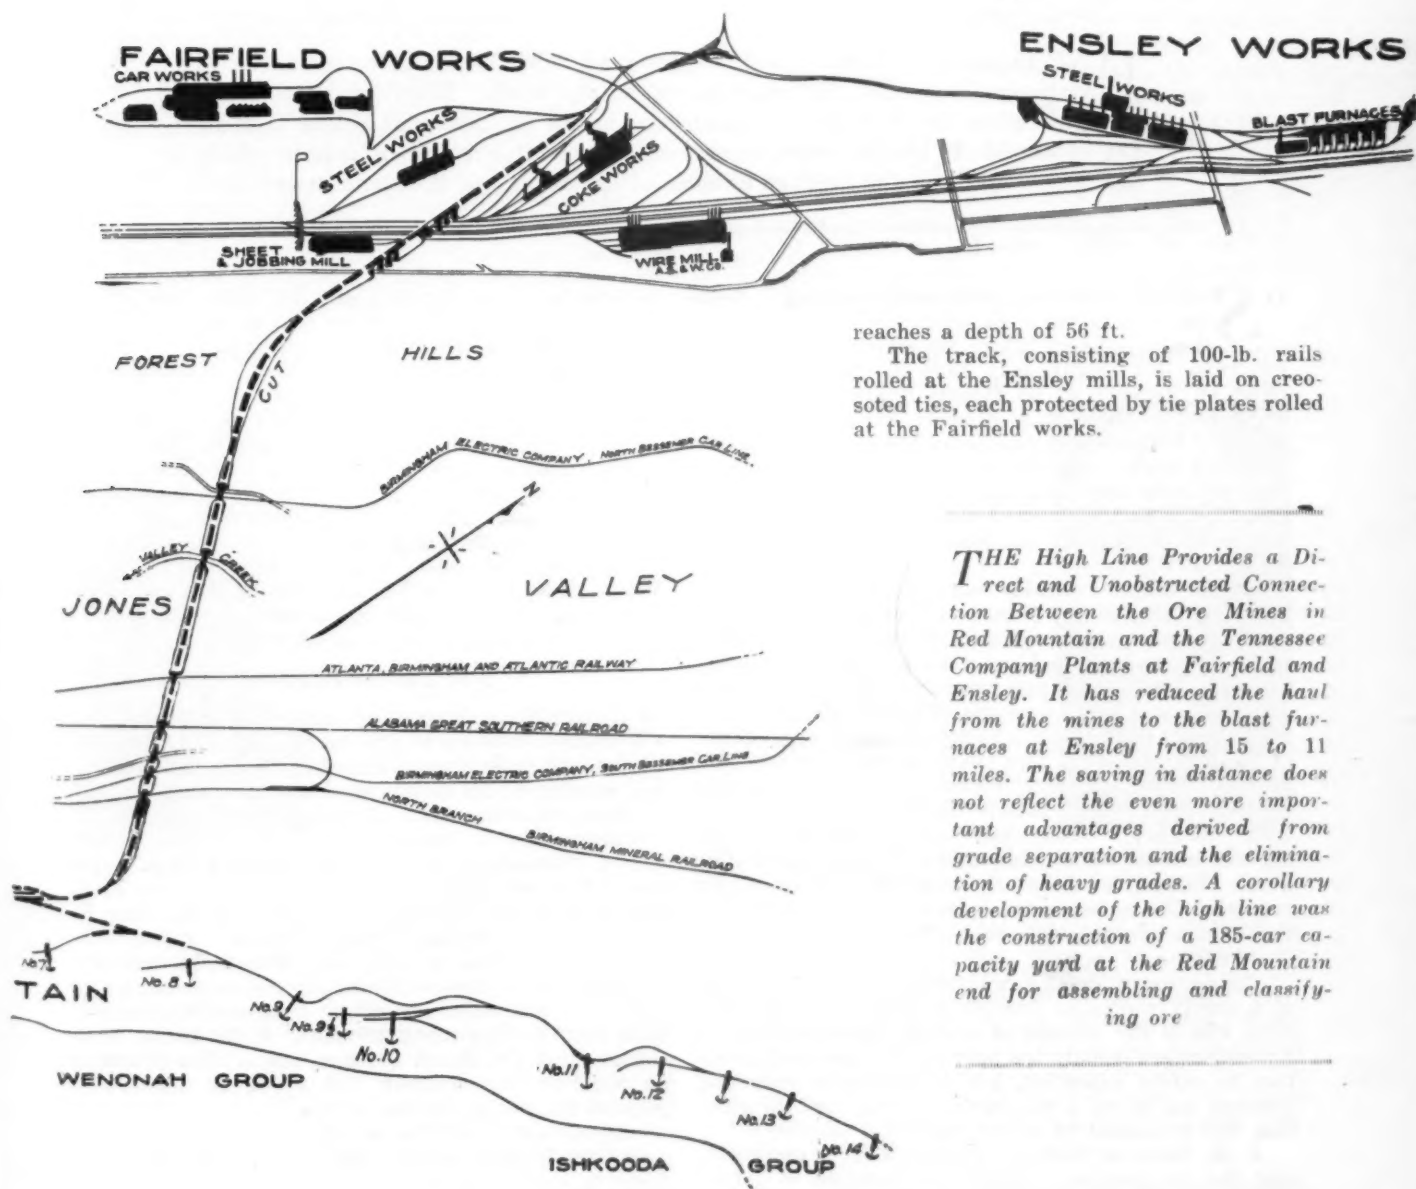 FAIRFIELD WORKS
ENSLEY WORKS
CAR WORKS
STEEL WORKS
COKE WORKS
STEEL WORKS
BLAST FURNACES
SHEET
& JOBBING MILL
WIRE MILL
A.S.& W.CO.
FOREST HILLS
CUT
reaches a depth of 56 ft.
The track, consisting of 100-lb. rails
rolled at the Ensley mills, is laid on creo-
soted ties, each protected by tie plates rolled
at the Fairfield works.
BIRMINGHAM ELECTRIC COMPANY, NORTH BESSEMER CAR LINE
N
VALLEY CREEK
JONES VALLEY
ATLANTA, BIRMINGHAM AND ATLANTIC RAILWAY
ALABAMA GREAT SOUTHERN RAILROAD
BIRMINGHAM ELECTRIC COMPANY, SOUTH BESSEMER CAR LINE
NORTH BRANCH
BIRMINGHAM MINERAL RAILROAD
THE High Line Provides a Di-
rect and Unobstructed Connec-
tion Between the Ore Mines in
Red Mountain and the Tennessee
Company Plants at Fairfield and
Ensley. It has reduced the haul
from the mines to the blast fur-
naces at Ensley from 15 to 11
miles. The saving in distance does
not reflect the even more impor-
tant advantages derived from
grade separation and the elimina-
tion of heavy grades. A corollary
development of the high line was
the construction of a 185-car ca-
pacity yard at the Red Mountain
end for assembling and classify-
ing ore
No.7
No.8
TAIN
No.9
No.9½
No.10
No.11
No.12
No.13
No.14
WENONAH GROUP
ISHKOODA GROUP